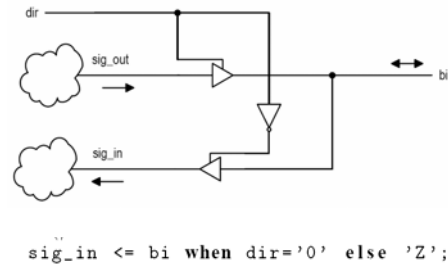 dir
sig_out
bi
sig_in
sig_in <= bi when dir='0' else 'Z';